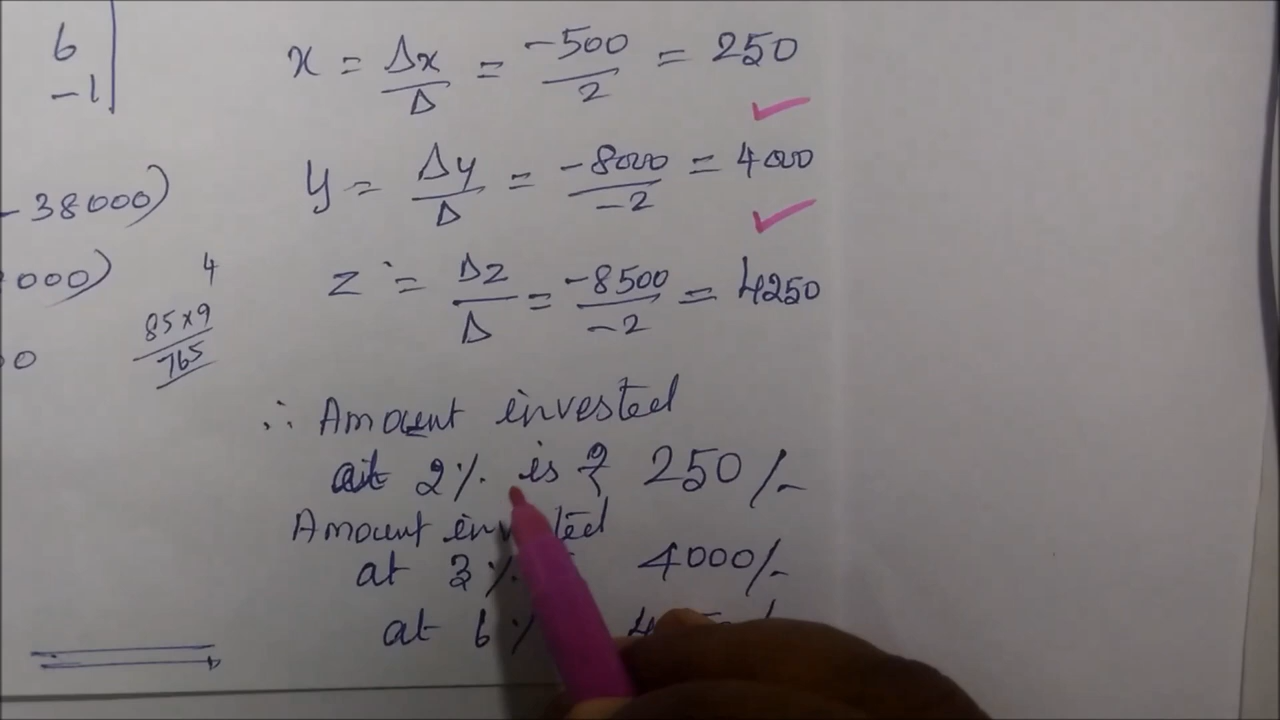 6
-1
x = Δx/Δ = -500/2 = 250
- 38000)
y = Δy/Δ = -8000/-2 = 4000
000)
4
z = Δz/Δ = -8500/-2 = 4250
85×9
765
0
∴ Amount invested
at 2% is ₹ 250/-
Amount invested
at 3% 4000/-
at 6%